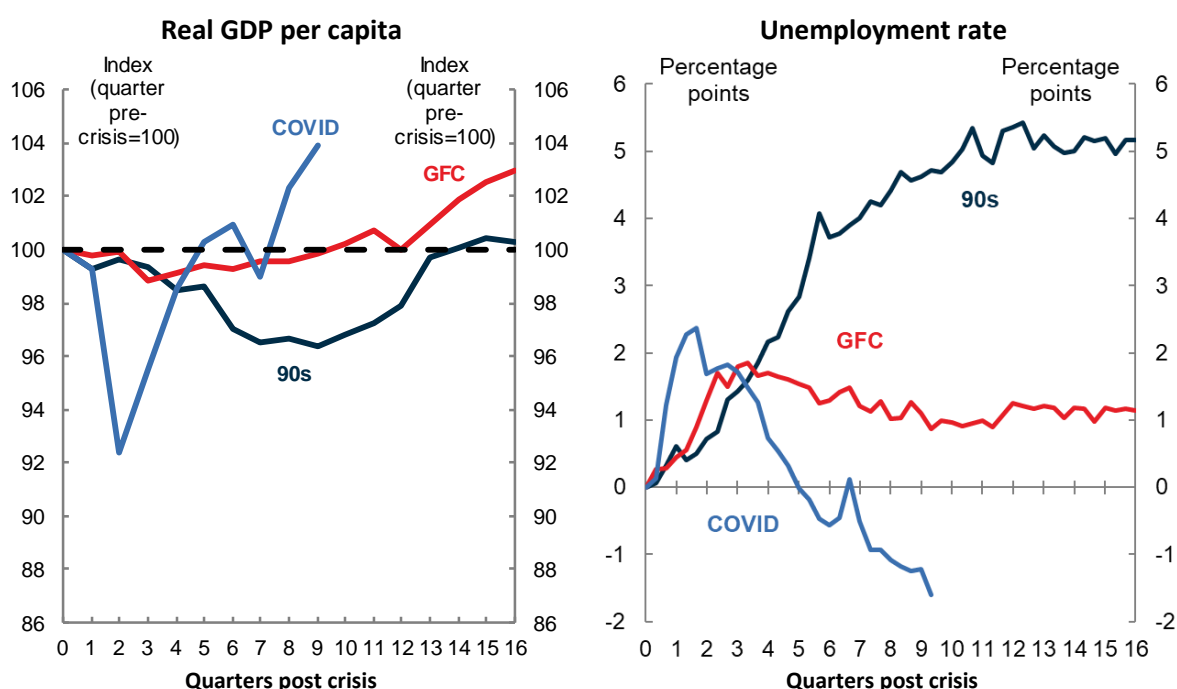 Real GDP per capita
Index
(quarter
pre-
crisis=100)
Index
(quarter
pre-
crisis=100)
106
104
102
100
98
96
94
92
90
88
86
106
104
102
100
98
96
94
92
90
88
86
COVID
GFC
90s
0 1 2 3 4 5 6 7 8 9 10 11 12 13 14 15 16
Quarters post crisis
Unemployment rate
Percentage
points
Percentage
points
6
5
4
3
2
1
0
-1
-2
6
5
4
3
2
1
0
-1
-2
90s
GFC
COVID
0 1 2 3 4 5 6 7 8 9 10 11 12 13 14 15 16
Quarters post crisis